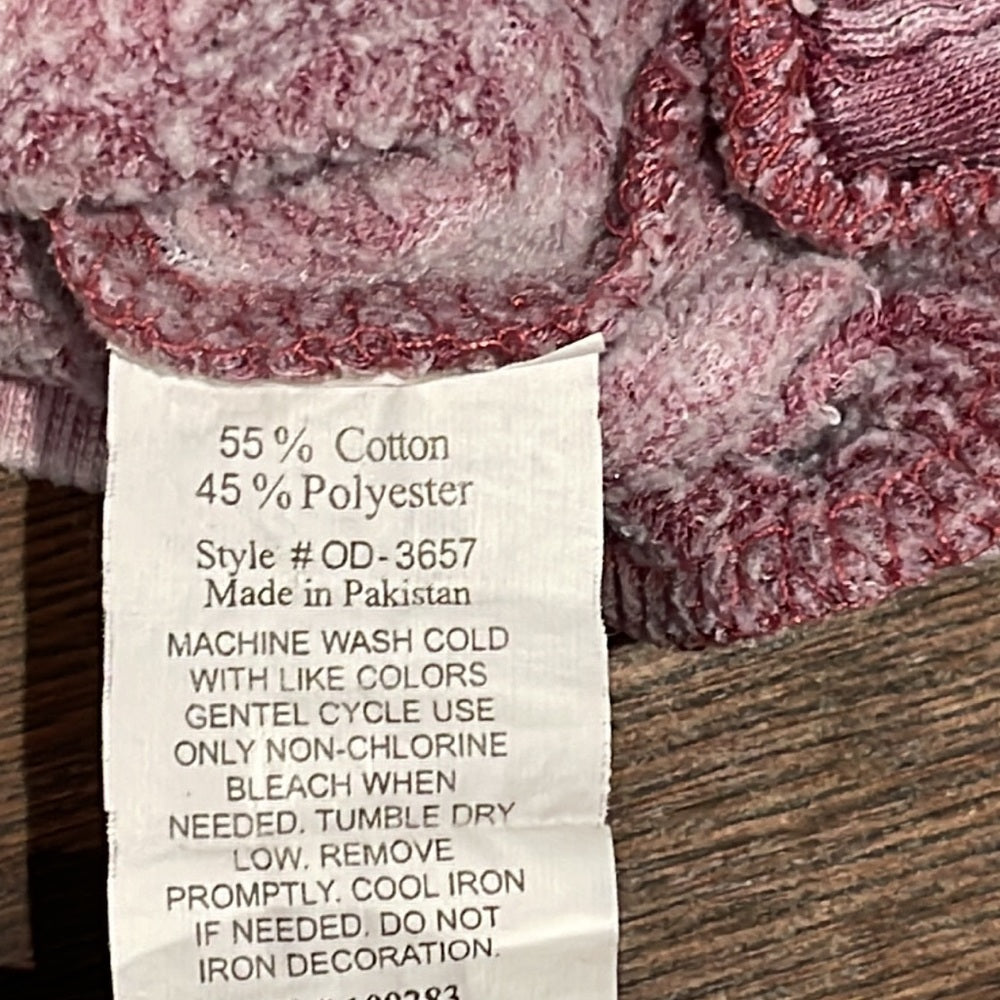 55% Cotton
45% Polyester
Style # OD-3657
Made in Pakistan
MACHINE WASH COLD
WITH LIKE COLORS
GENTEL CYCLE USE
ONLY NON-CHLORINE
BLEACH WHEN
NEEDED. TUMBLE DRY
LOW. REMOVE
PROMPTLY. COOL IRON
IF NEEDED. DO NOT
IRON DECORATION.